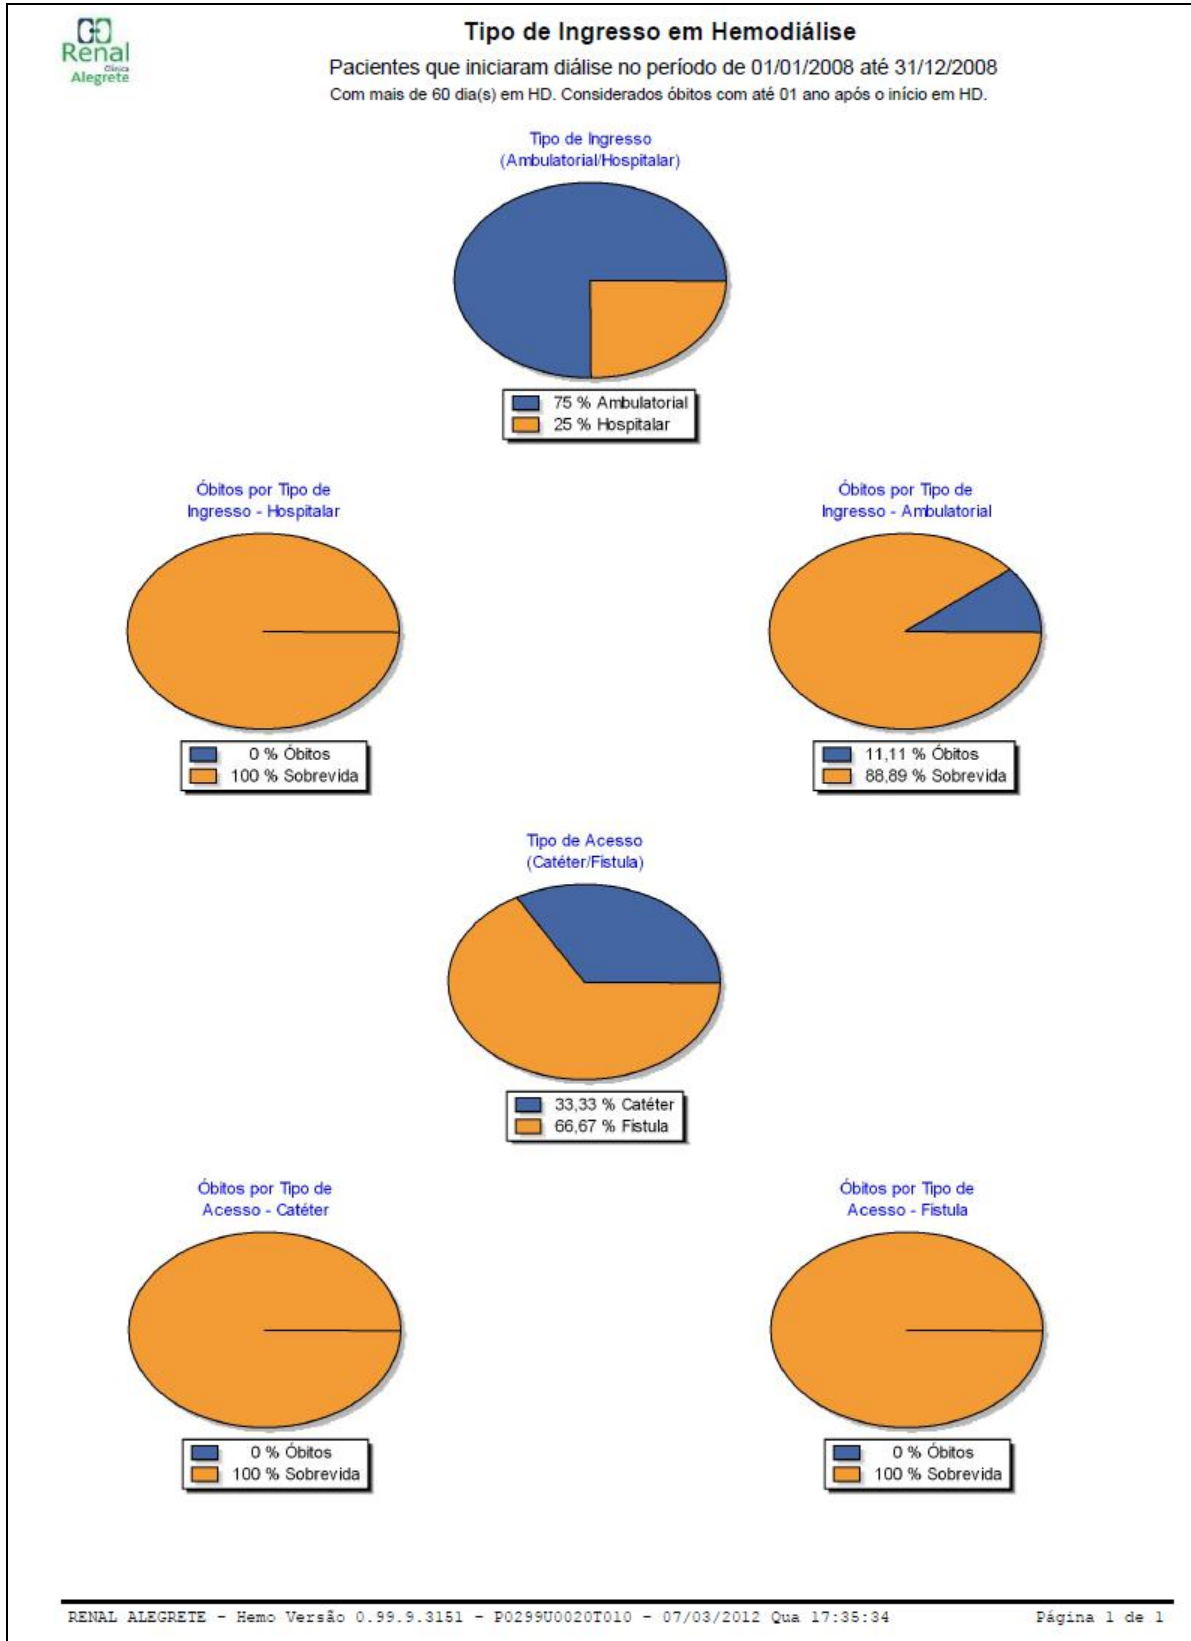 Renal
Clínica
Alegrete
Tipo de Ingresso em Hemodiálise
Pacientes que iniciaram diálise no período de 01/01/2008 até 31/12/2008
Com mais de 60 dia(s) em HD. Considerados óbitos com até 01 ano após o início em HD.
Tipo de Ingresso
(Ambulatorial/Hospitalar)
75 % Ambulatorial
25 % Hospitalar
Óbitos por Tipo de
Ingresso - Hospitalar
0 % Óbitos
100 % Sobrevida
Óbitos por Tipo de
Ingresso - Ambulatorial
11,11 % Óbitos
88,89 % Sobrevida
Tipo de Acesso
(Catéter/Fístula)
33,33 % Catéter
66,67 % Fístula
Óbitos por Tipo de
Acesso - Catéter
0 % Óbitos
100 % Sobrevida
Óbitos por Tipo de
Acesso - Fístula
0 % Óbitos
100 % Sobrevida
RENAL ALEGRETE - Hemo Versão 0.99.9.3151 - P0299U0020T010 - 07/03/2012 Qua 17:35:34 Página 1 de 1